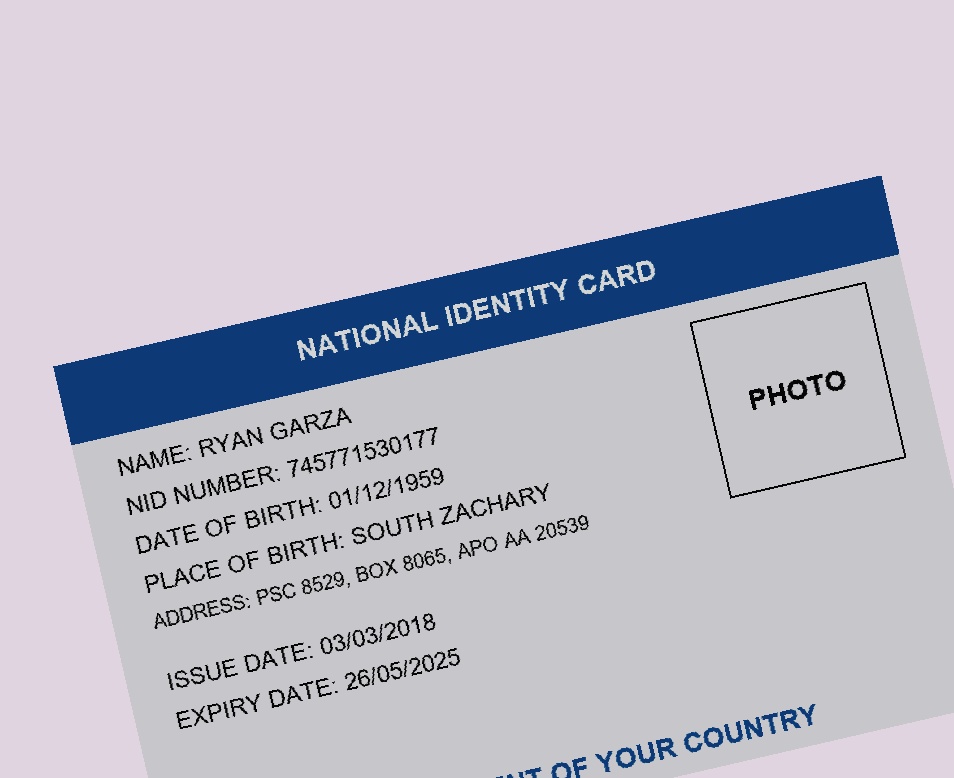 NATIONAL IDENTITY CARD
PHOTO
NAME: RYAN GARZA
NID NUMBER: 745771530177
DATE OF BIRTH: 01/12/1959
PLACE OF BIRTH: SOUTH ZACHARY
ADDRESS: PSC 8529, BOX 8065, APO AA 20539
ISSUE DATE: 03/03/2018
EXPIRY DATE: 26/05/2025
OF YOUR COUNTRY